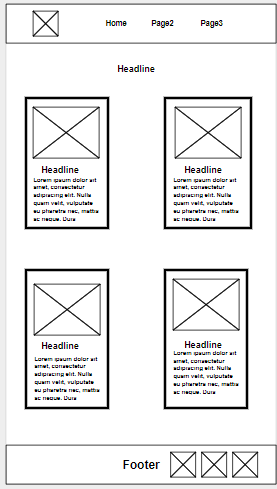 Home Page2 Page3
Headline
Headline
Lorem ipsum dolor sit
amet, consectetur
adipiscing elit. Nulla
quam velit, vulputate
eu pharetra nec, mattis
ac neque. Duis
Headline
Lorem ipsum dolor sit
amet, consectetur
adipiscing elit. Nulla
quam velit, vulputate
eu pharetra nec, mattis
ac neque. Duis
Headline
Lorem ipsum dolor sit
amet, consectetur
adipiscing elit. Nulla
quam velit, vulputate
eu pharetra nec, mattis
ac neque. Duis
Headline
Lorem ipsum dolor sit
amet, consectetur
adipiscing elit. Nulla
quam velit, vulputate
eu pharetra nec, mattis
ac neque. Duis
Footer